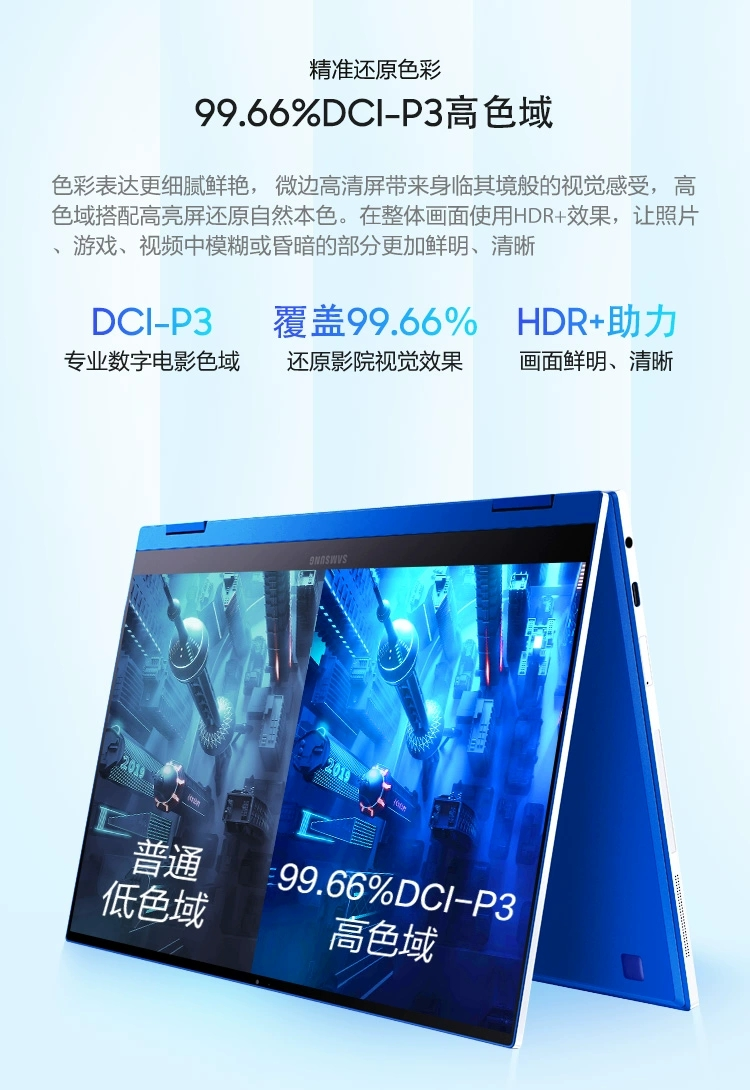 精准还原色彩
99.66%DCI-P3高色域
色彩表达更细腻鲜艳， 微边高清屏带来身临其境般的视觉感受， 高
色域搭配高亮屏还原自然本色。在整体画面使用HDR+效果，让照片
、游戏、视频中模糊或昏暗的部分更加鲜明、清晰
DCI-P3 覆盖99.66% HDR+助力
专业数字电影色域 还原影院视觉效果 画面鲜明、清晰
SAMSUNG
2019 2019
普通 99.66%DCI-P3
低色域 高色域